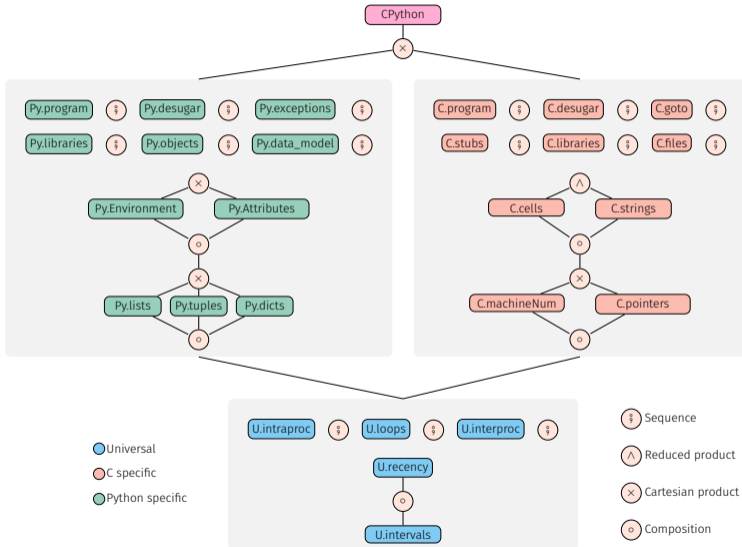 CPython
×
Py.program ; Py.desugar ; Py.exceptions ;
Py.libraries ; Py.objects ; Py.data_model ;
×
Py.Environment Py.Attributes
∘
×
Py.lists Py.tuples Py.dicts
∘
C.program ; C.desugar ; C.goto ;
C.stubs ; C.libraries ; C.files ;
∧
C.cells C.strings
∘
×
C.machineNum C.pointers
∘
U.intraproc ; U.loops ; U.interproc ;
U.recency
∘
U.intervals
Universal
C specific
Python specific
; Sequence
∧ Reduced product
× Cartesian product
∘ Composition